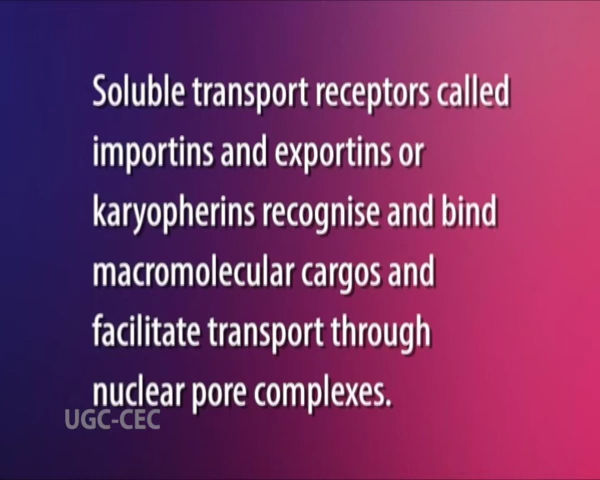 Soluble transport receptors called
importins and exportins or
karyopherins recognise and bind
macromolecular cargos and
facilitate transport through
nuclear pore complexes.
UGC-CEC